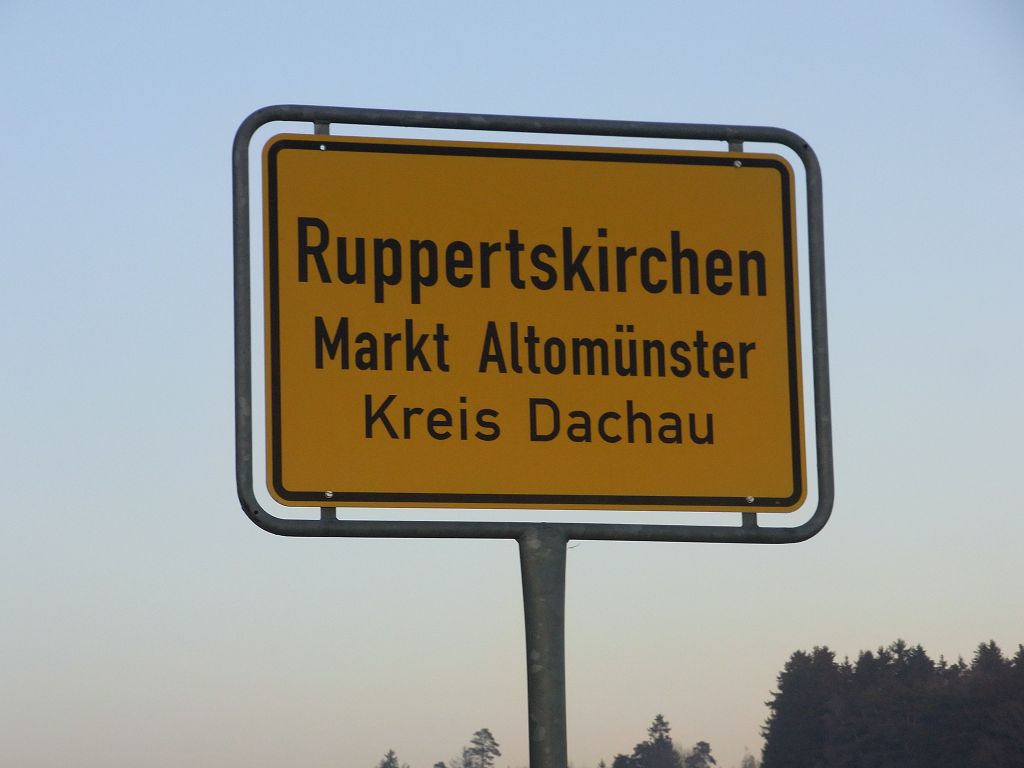 Ruppertskirchen
Markt Altomünster
Kreis Dachau